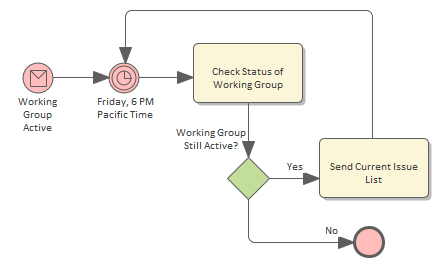 Working
Group
Active
Friday, 6 PM
Pacific Time
Check Status of
Working Group
Working Group
Still Active?
Yes
Send Current Issue
List
No